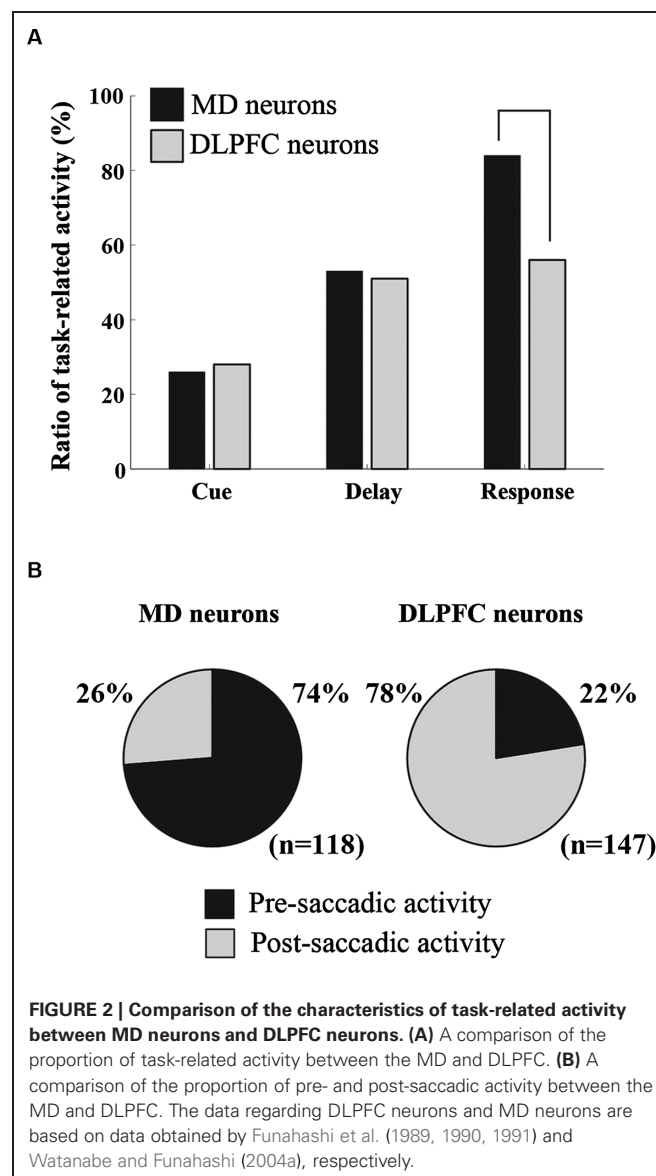 A
Ratio of task-related activity (%)
100
80
60
40
20
0
MD neurons
DLPFC neurons
Cue Delay Response
B
MD neurons DLPFC neurons
26% 74% 78% 22%
(n=118) (n=147)
Pre-saccadic activity
Post-saccadic activity
FIGURE 2 | Comparison of the characteristics of task-related activity
between MD neurons and DLPFC neurons. (A) A comparison of the
proportion of task-related activity between the MD and DLPFC. (B) A
comparison of the proportion of pre- and post-saccadic activity between the
MD and DLPFC. The data regarding DLPFC neurons and MD neurons are
based on data obtained by Funahashi et al. (1989, 1990, 1991) and
Watanabe and Funahashi (2004a), respectively.